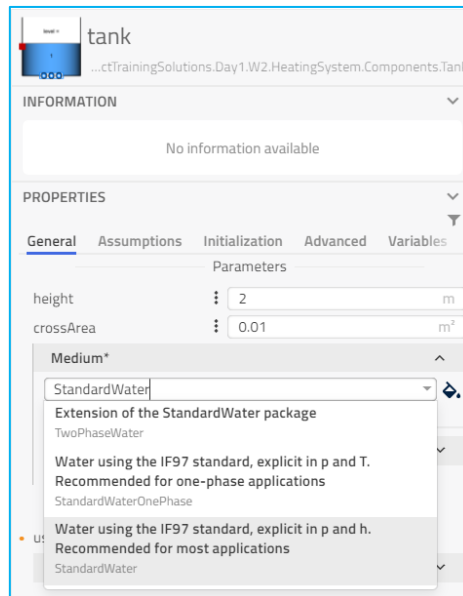 level =
tank
...ctTrainingSolutions.Day1.W2.HeatingSystem.Components.Tank
INFORMATION
No information available
PROPERTIES
General Assumptions Initialization Advanced Variables
Parameters
height 2 m
crossArea 0.01 m²
Medium*
StandardWater
Extension of the StandardWater package
TwoPhaseWater
Water using the IF97 standard, explicit in p and T.
Recommended for one-phase applications
StandardWaterOnePhase
Water using the IF97 standard, explicit in p and h.
Recommended for most applications
StandardWater